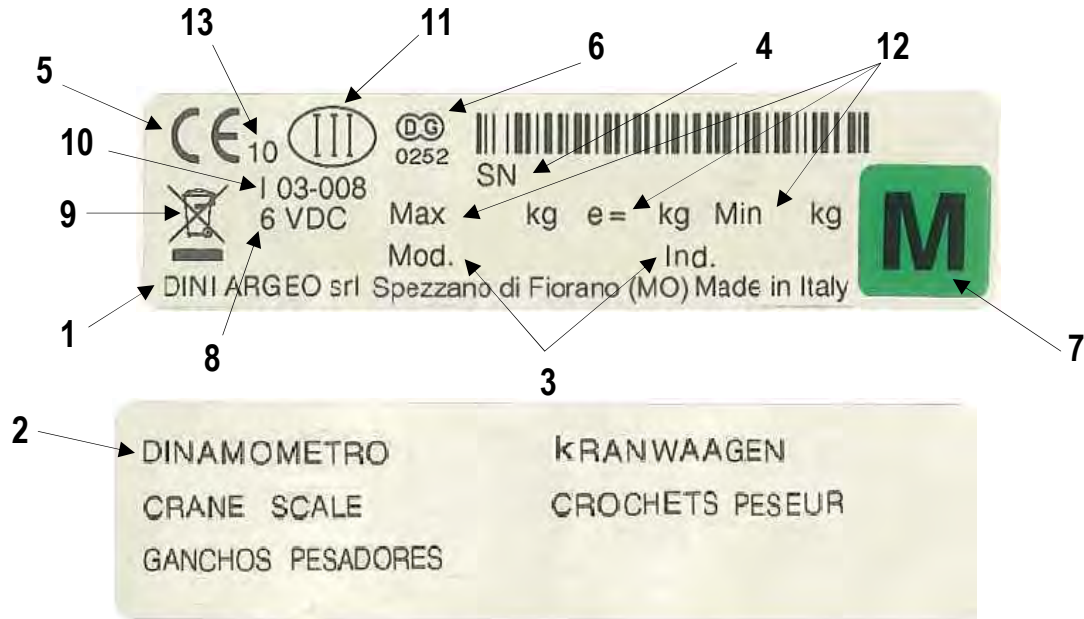 13 11 6 4 12
5
CE 10 III DG
0252
10
SN
I 03-008
9
6 VDC Max kg e= kg Min kg M
Mod. Ind.
DINI ARGEO srl Spezzano di Fiorano (MO) Made in Italy
1 8 3 7
2
DINAMOMETRO kRANWAAGEN
CRANE SCALE CROCHETS PESEUR
GANCHOS PESADORES